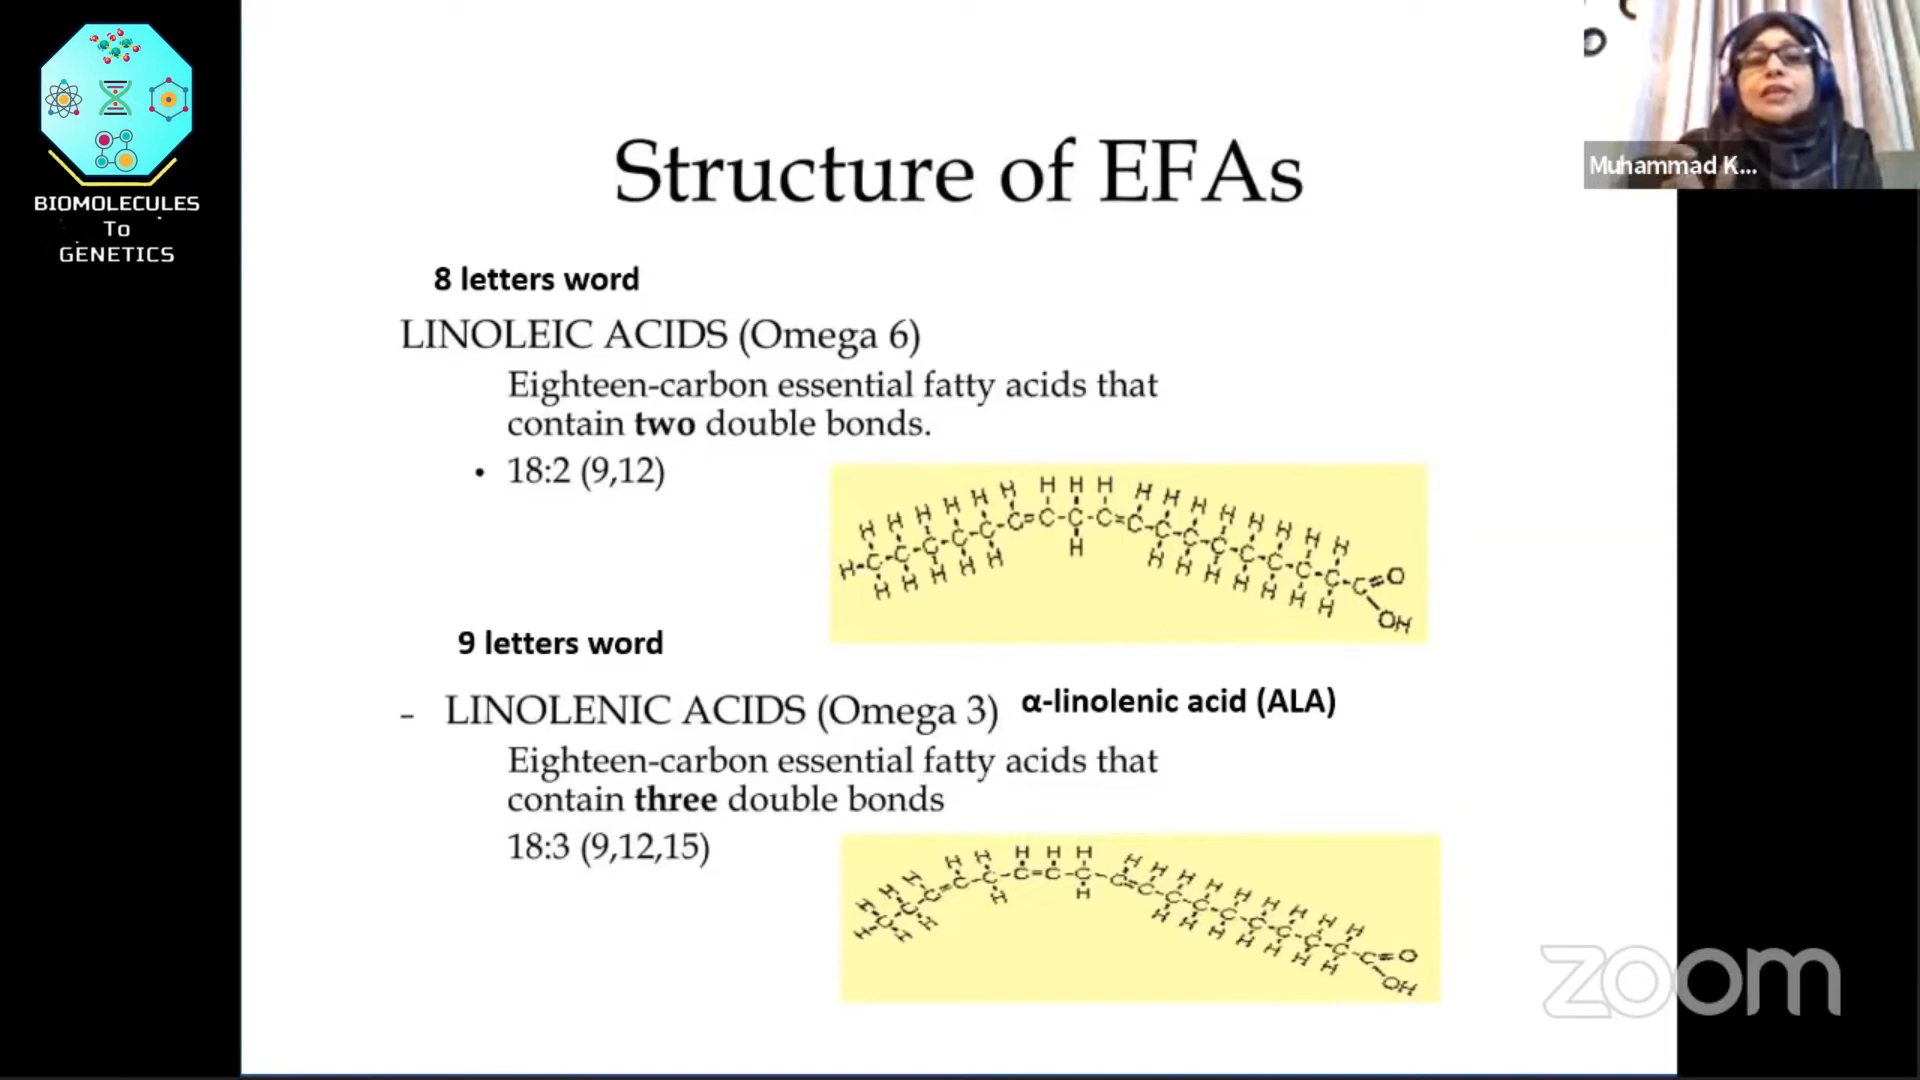 BIOMOLECULES
To
GENETICS
Muhammad K...
Structure of EFAs
8 letters word
LINOLEIC ACIDS (Omega 6)
Eighteen-carbon essential fatty acids that
contain two double bonds.
• 18:2 (9,12)
9 letters word
– LINOLENIC ACIDS (Omega 3) α-linolenic acid (ALA)
Eighteen-carbon essential fatty acids that
contain three double bonds
18:3 (9,12,15)
zoom